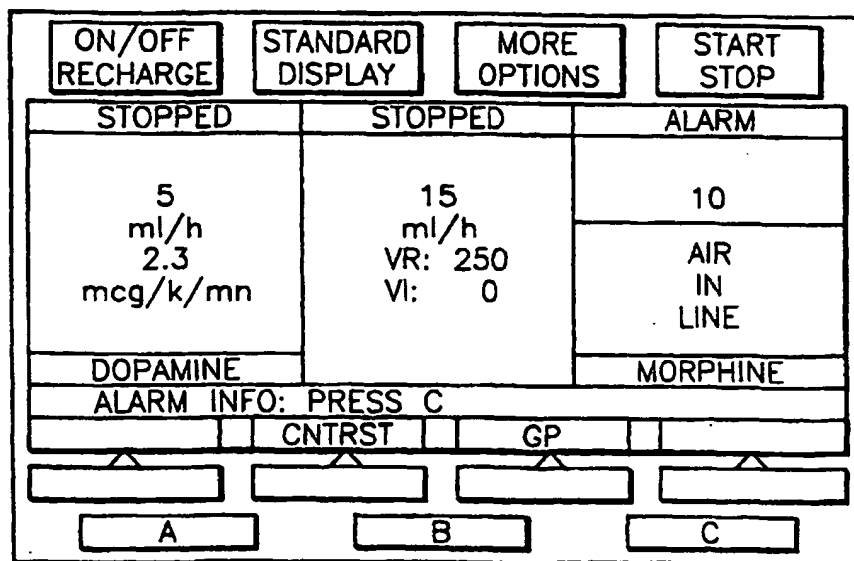 ON/OFF RECHARGE
STANDARD DISPLAY
MORE OPTIONS
START STOP
STOPPED
STOPPED
ALARM
5
ml/h
2.3
mcg/k/mn
15
ml/h
VR: 250
VI: 0
10
AIR
IN
LINE
DOPAMINE
MORPHINE
ALARM INFO: PRESS C
CNTRST
GP
A
B
C